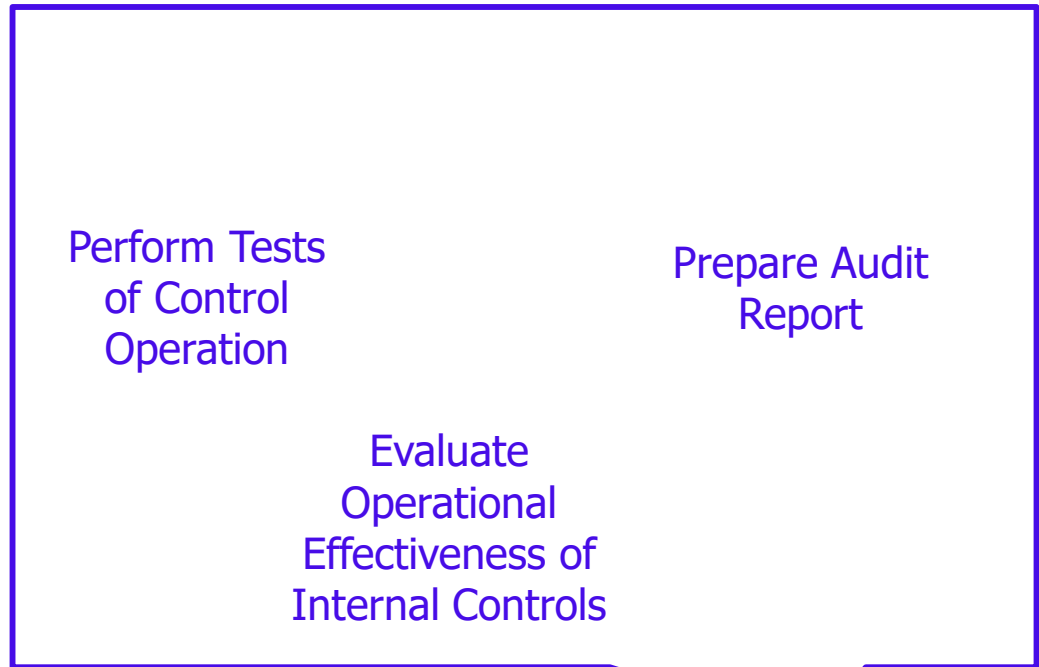 Perform Tests
of Control
Operation
Prepare Audit
Report
Evaluate
Operational
Effectiveness of
Internal Controls